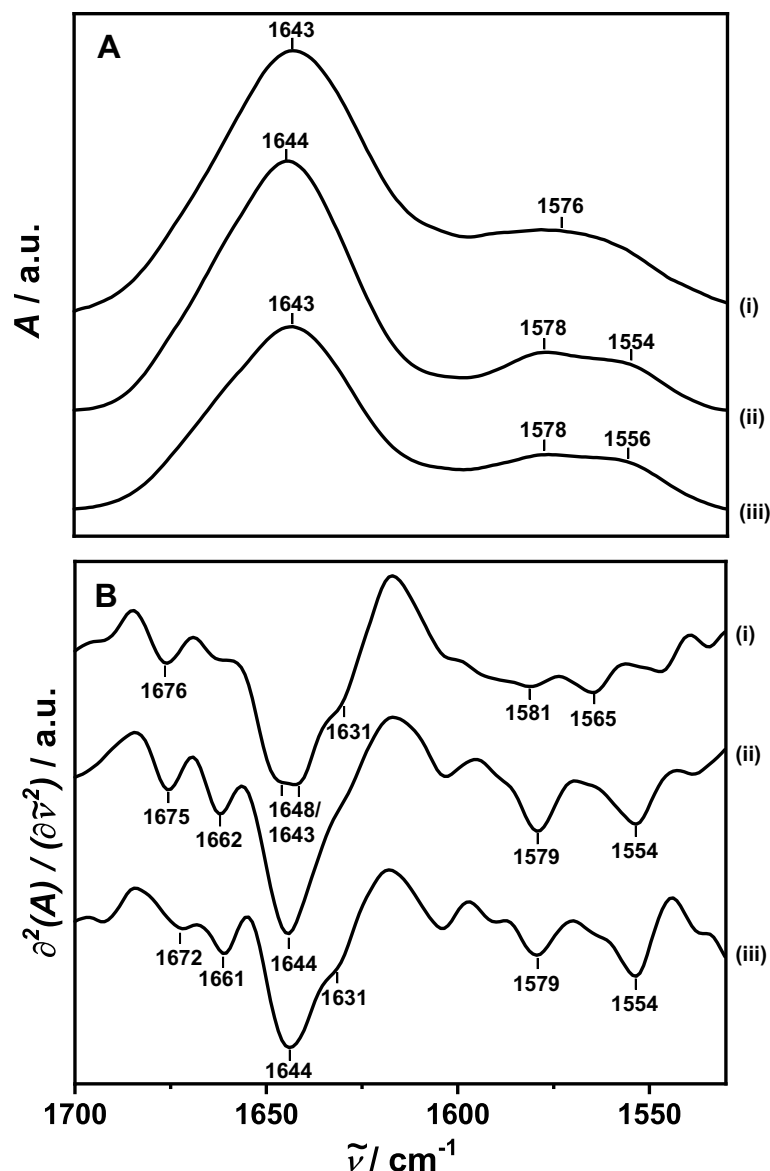 A
1643
1644
1643
1576
1578
1554
1578
1556
(i)
(ii)
(iii)
A / a.u.
B
1676
1648/
1643
1631
1581
1565
(i)
1675
1662
1644
1579
1554
(ii)
1672
1661
1644
1631
1579
1554
(iii)
∂²(A) / (∂ν̃²) / a.u.
1700
1650
1600
1550
ν̃ / cm⁻¹